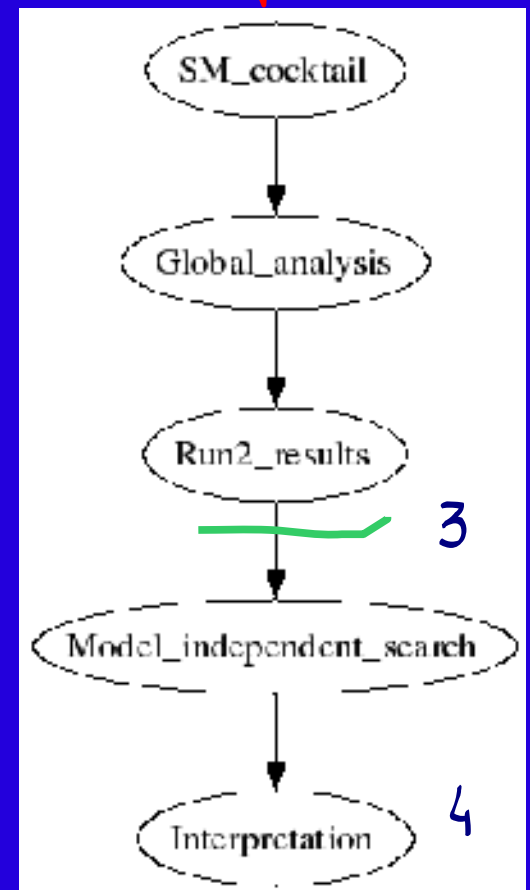 SM_cocktail
Global_analysis
Run2_results
3
Model_independent_search
4
Interpretation